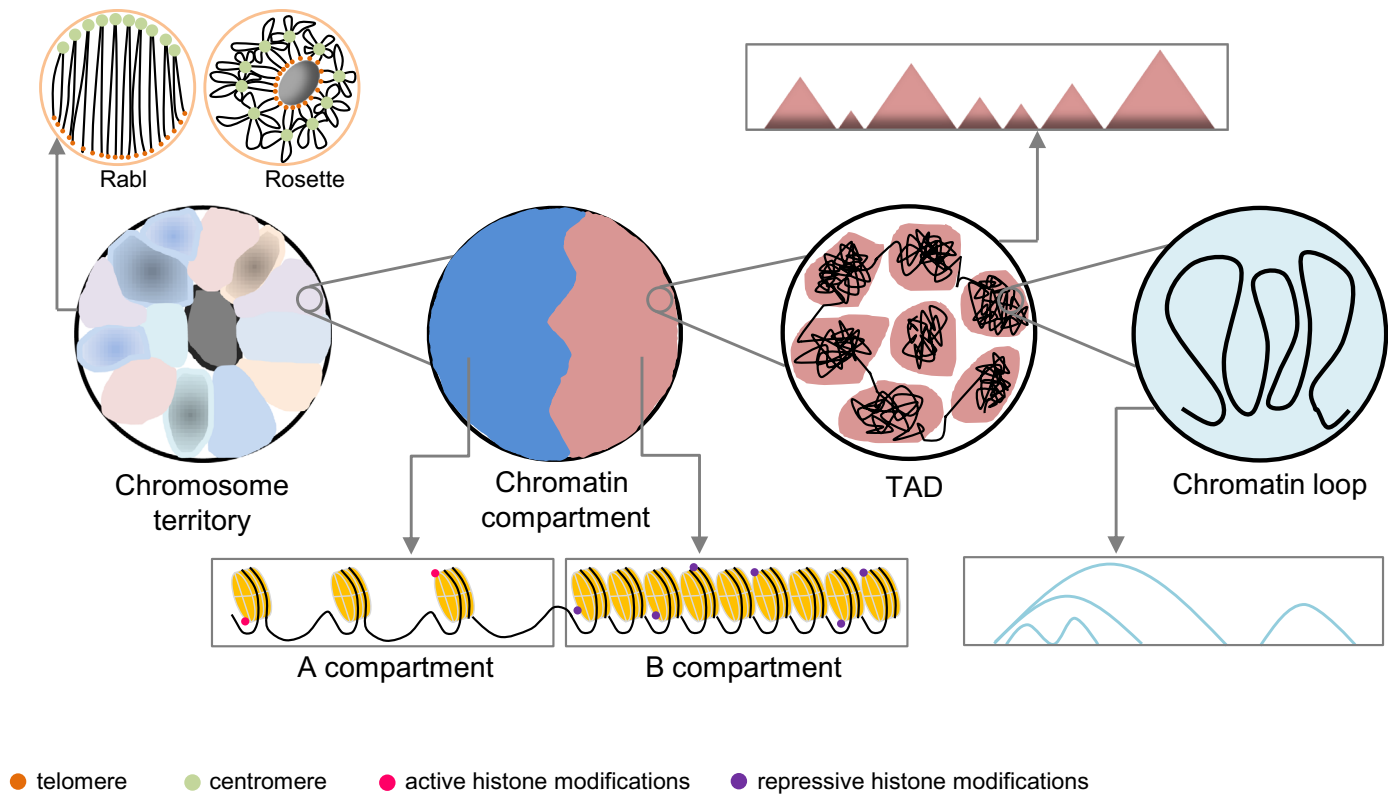 Rabl
Rosette
Chromosome
territory
Chromatin
compartment
TAD
Chromatin loop
A compartment
B compartment
telomere
centromere
active histone modifications
repressive histone modifications